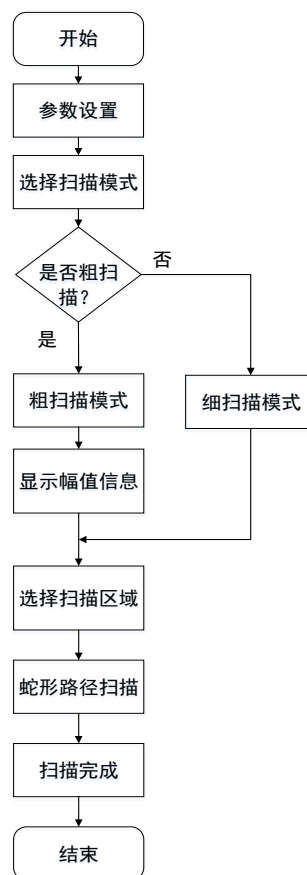 开始
参数设置
选择扫描模式
是否粗扫
描？
否
是
粗扫描模式
细扫描模式
显示幅值信息
选择扫描区域
蛇形路径扫描
扫描完成
结束